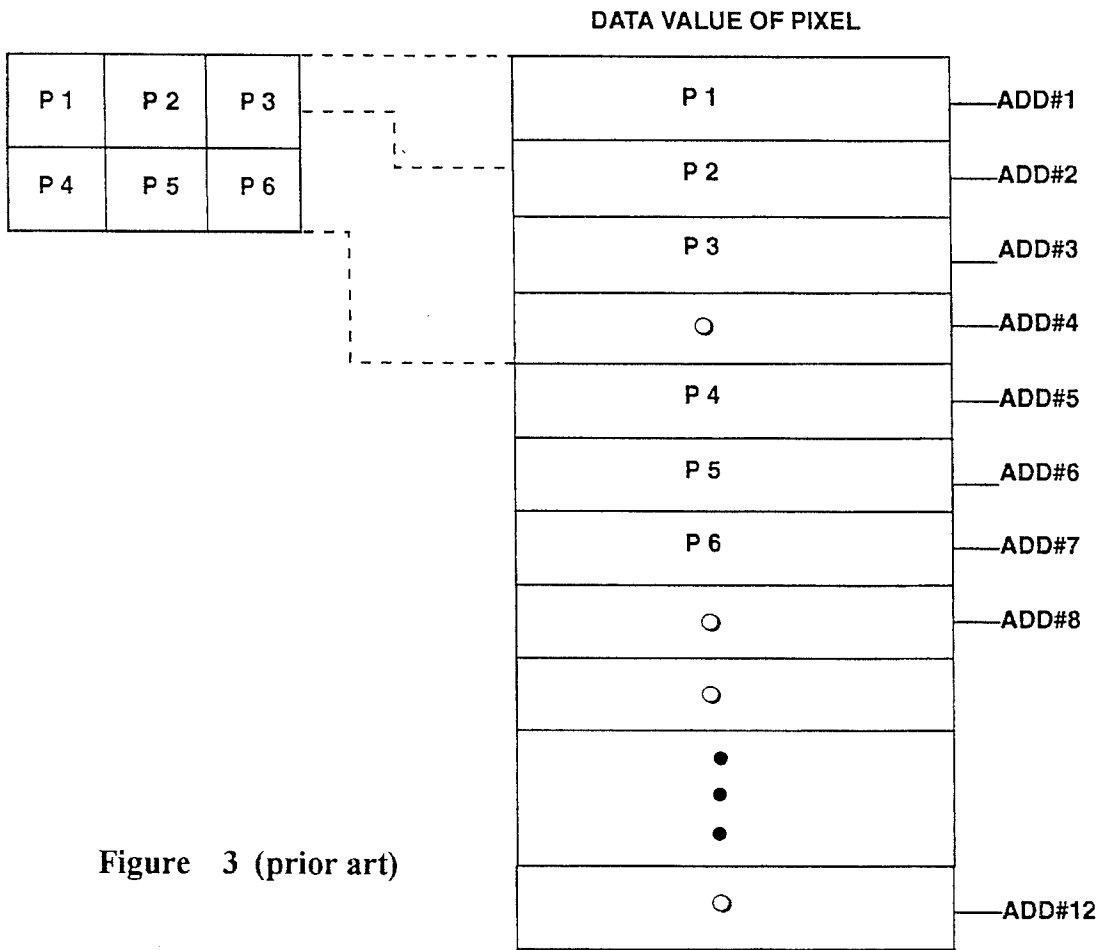 DATA VALUE OF PIXEL
P 1 P 2 P 3
P 4 P 5 P 6
P 1 ADD#1
P 2 ADD#2
P 3 ADD#3
O ADD#4
P 4 ADD#5
P 5 ADD#6
P 6 ADD#7
O ADD#8
O
O ADD#12
Figure 3 (prior art)